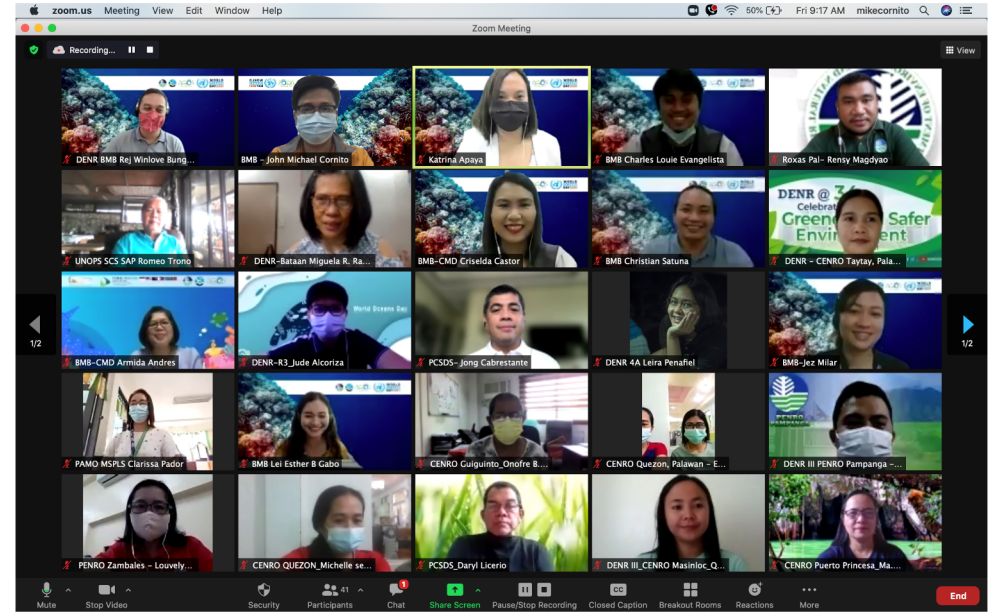 zoom.us Meeting View Edit Window Help 50% Fri 9:17 AM mikecornito
Zoom Meeting
Recording... View
DENR BMB Rej Winlove Bung...
BMB - John Michael Cornito
Katrina Apaya
BMB Charles Louie Evangelista
Roxas Pal- Rensy Magdyao
UNOPS SCS SAP Romeo Trono
DENR-Bataan Miguela R. Ra...
BMB-CMD Criselda Castor
BMB Christian Satuna
DENR @
Celebrat
Green Safer
Envir ent
DENR - CENRO Taytay, Pala...
1/2
BMB-CMD Armida Andres
World Oceans Day
DENR-R3_Jude Alcoriza
PCSDS- Jong Cabrestante
DENR 4A Leira Penafiel
BMB-Jez Milar
1/2
PAMO MSPLS Clarissa Pador
BMB Lei Esther B Gabo
CENRO Guiguinto_Onofre B....
CENRO Quezon, Palawan - E...
PENRO
PAMPANGA
DENR III PENRO Pampanga -...
PENRO Zambales - Louvely...
CENRO QUEZON_Michelle se...
PCSDS_Daryl Licerio
DENR III_CENRO Masinloc_Q...
CENRO Puerto Princesa_Ma....
Mute Stop Video Security Participants 41 Chat 1 Share Screen Pause/Stop Recording CC Closed Caption Breakout Rooms Reactions More End